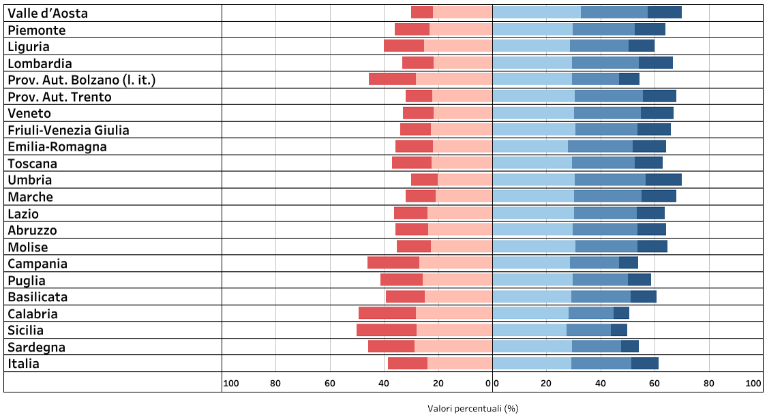 Valle d’Aosta
Piemonte
Liguria
Lombardia
Prov. Aut. Bolzano (l. it.)
Prov. Aut. Trento
Veneto
Friuli-Venezia Giulia
Emilia-Romagna
Toscana
Umbria
Marche
Lazio
Abruzzo
Molise
Campania
Puglia
Basilicata
Calabria
Sicilia
Sardegna
Italia
100 80 60 40 20 0 0 20 40 60 80 100
Valori percentuali (%)